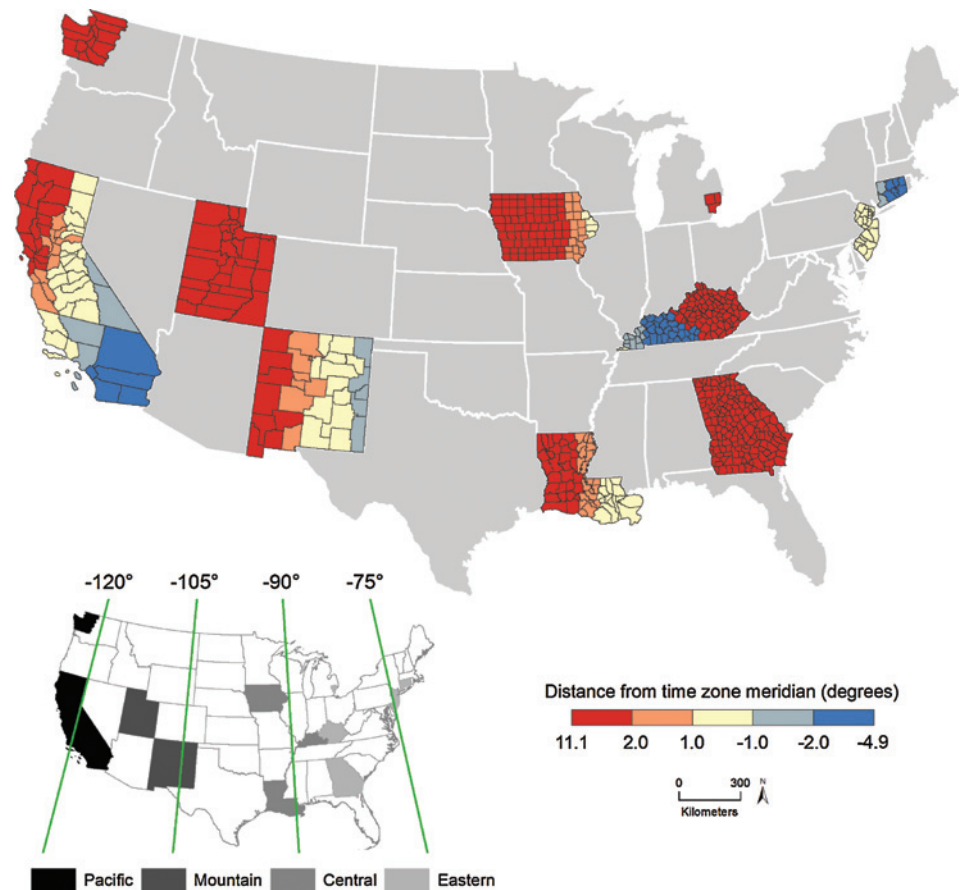 -120° -105° -90° -75°
Distance from time zone meridian (degrees)
11.1 2.0 1.0 -1.0 -2.0 -4.9
0 300 N
Kilometers
Pacific Mountain Central Eastern